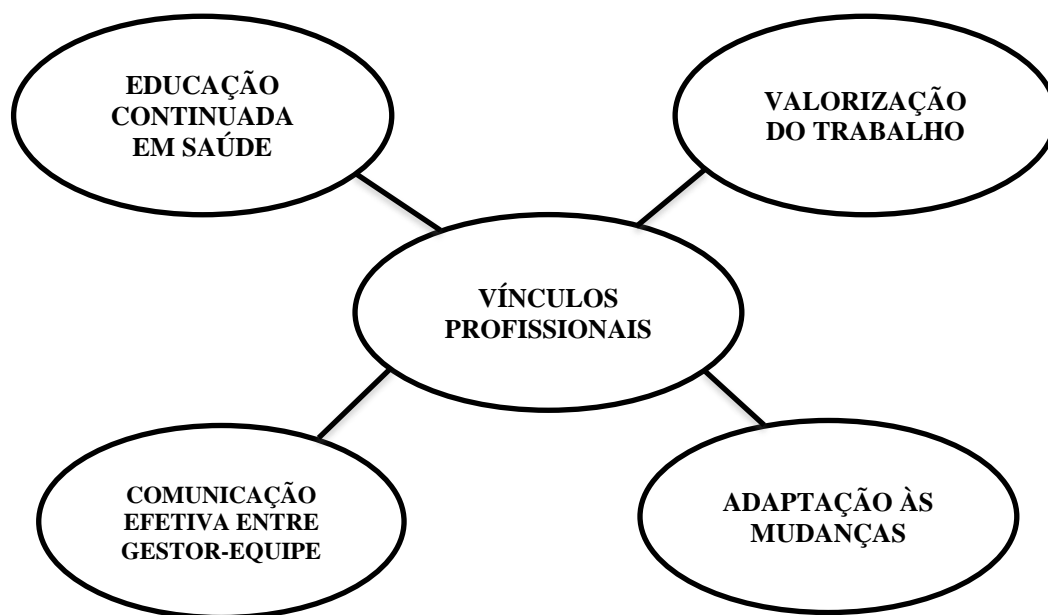 EDUCAÇÃO
CONTINUADA
EM SAÚDE
VALORIZAÇÃO
DO TRABALHO
VÍNCULOS
PROFISSIONAIS
COMUNICAÇÃO
EFETIVA ENTRE
GESTOR-EQUIPE
ADAPTAÇÃO ÀS
MUDANÇAS